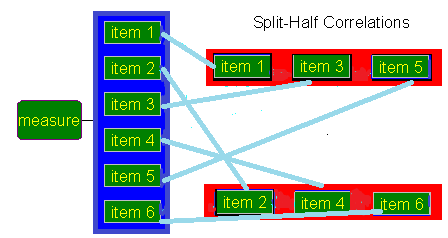 Split-Half Correlations
measure
item 1
item 2
item 3
item 4
item 5
item 6
item 1 item 3 item 5
item 2 item 4 item 6